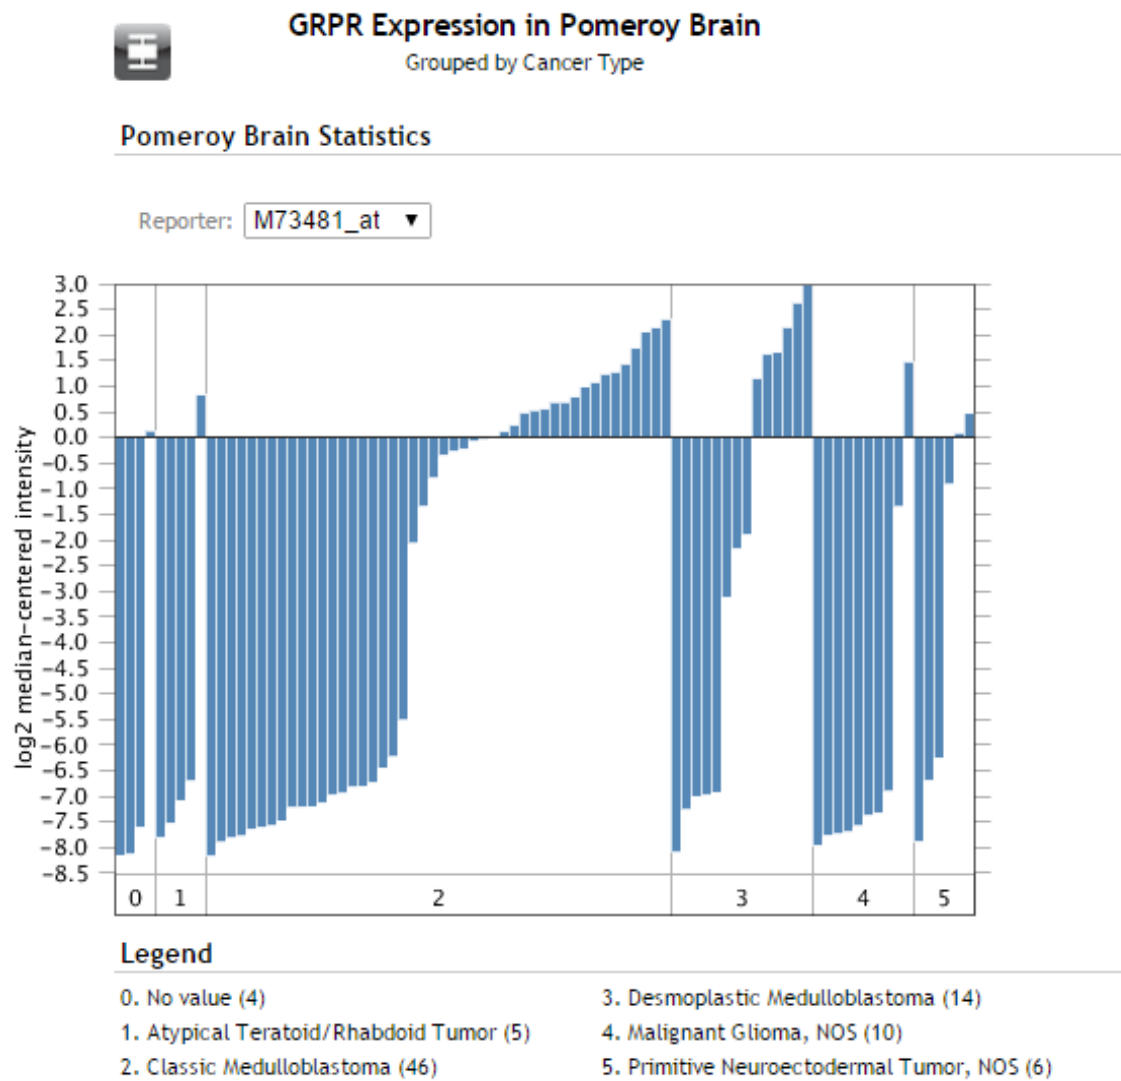 GRPR Expression in Pomeroy Brain
Grouped by Cancer Type
Pomeroy Brain Statistics
Reporter: M73481_at
log2 median-centered intensity
3.0
2.5
2.0
1.5
1.0
0.5
0.0
-0.5
-1.0
-1.5
-2.0
-2.5
-3.0
-3.5
-4.0
-4.5
-5.0
-5.5
-6.0
-6.5
-7.0
-7.5
-8.0
-8.5
0 1 2 3 4 5
Legend
0. No value (4)
1. Atypical Teratoid/Rhabdoid Tumor (5)
2. Classic Medulloblastoma (46)
3. Desmoplastic Medulloblastoma (14)
4. Malignant Glioma, NOS (10)
5. Primitive Neuroectodermal Tumor, NOS (6)